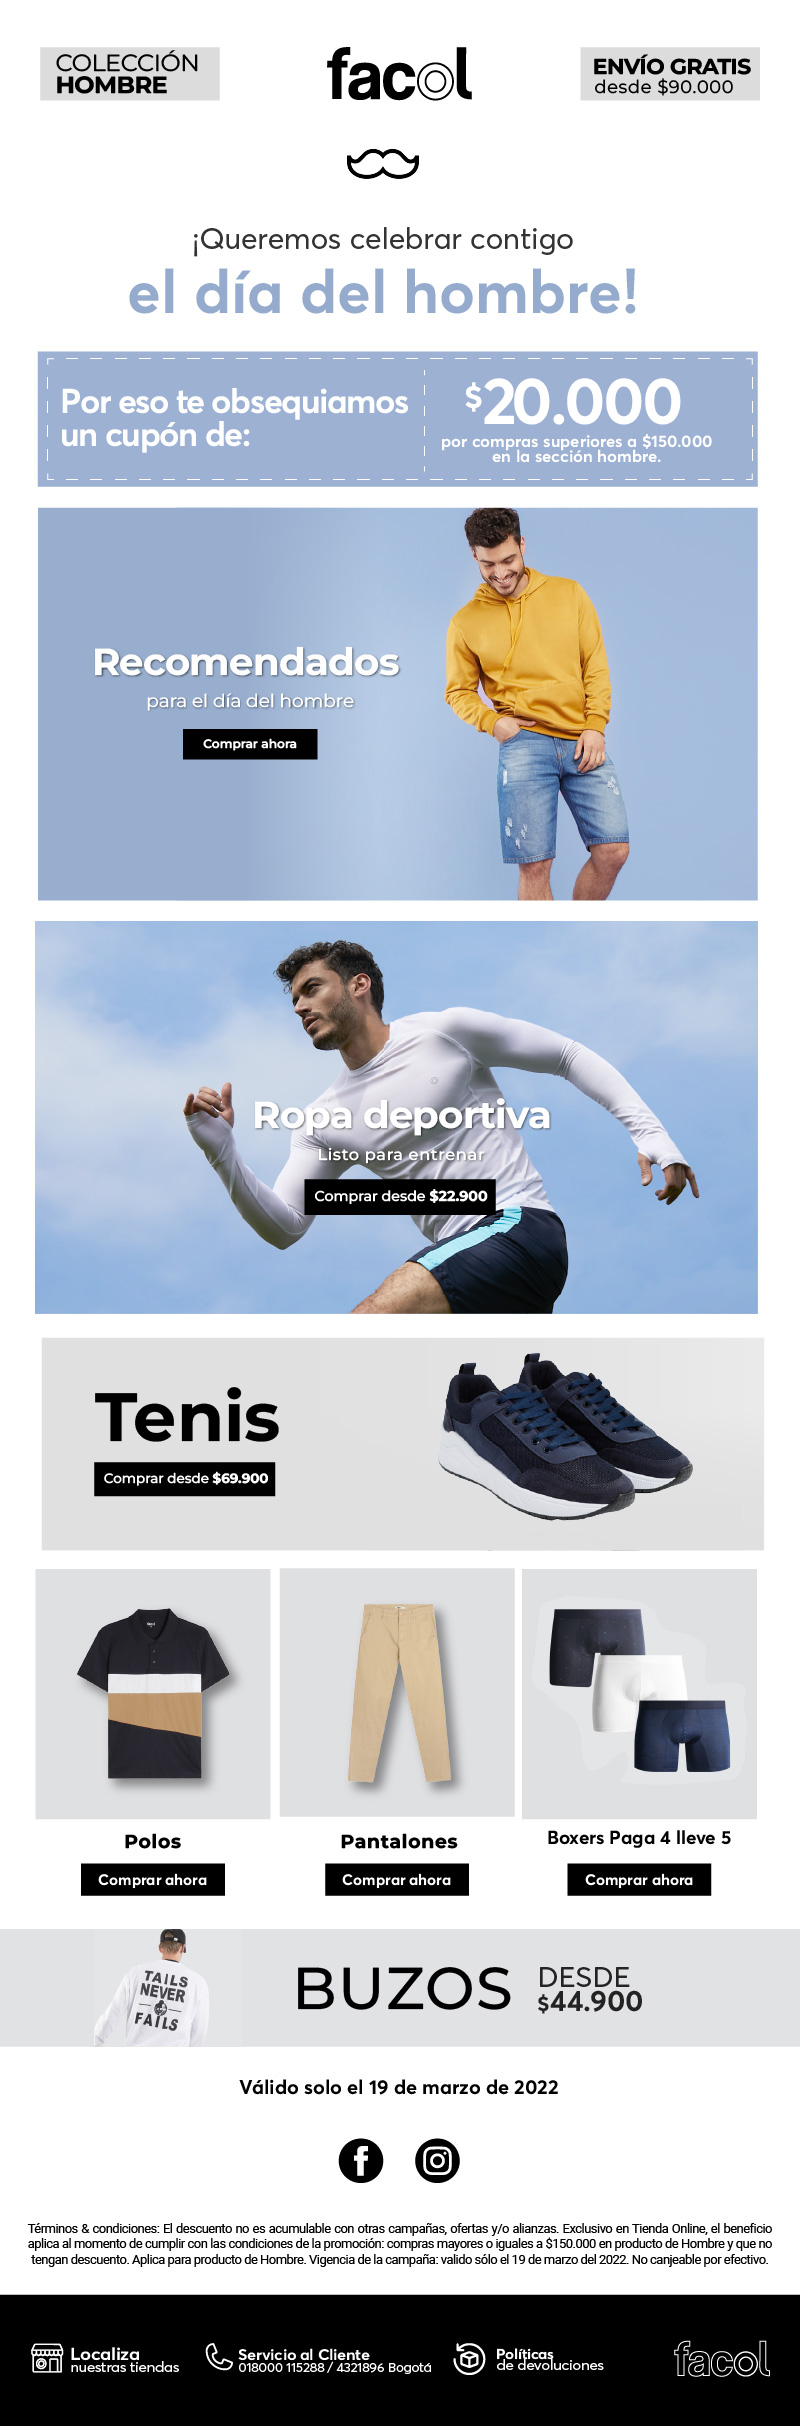 COLECCIÓN
HOMBRE
facol
ENVÍO GRATIS
desde $90.000
¡Queremos celebrar contigo
el día del hombre!
Por eso te obsequiamos
un cupón de:
$20.000
por compras superiores a $150.000
en la sección hombre.
Recomendados
para el día del hombre
Comprar ahora
Ropa deportiva
Listo para entrenar
Comprar desde $22.900
Tenis
Comprar desde $69.900
facol
Polos
Comprar ahora
Pantalones
Comprar ahora
Boxers Paga 4 lleve 5
Comprar ahora
TAILS
NEVER
FAILS
BUZOS
DESDE
$44.900
Válido solo el 19 de marzo de 2022
Términos & condiciones: El descuento no es acumulable con otras campañas, ofertas y/o alianzas. Exclusivo en Tienda Online, el beneficio
aplica al momento de cumplir con las condiciones de la promoción: compras mayores o iguales a $150.000 en producto de Hombre y que no
tengan descuento. Aplica para producto de Hombre. Vigencia de la campaña: valido sólo el 19 de marzo del 2022. No canjeable por efectivo.
Localiza
nuestras tiendas
Servicio al Cliente
018000 115288 / 4321896 Bogotá
Políticas
de devoluciones
facol